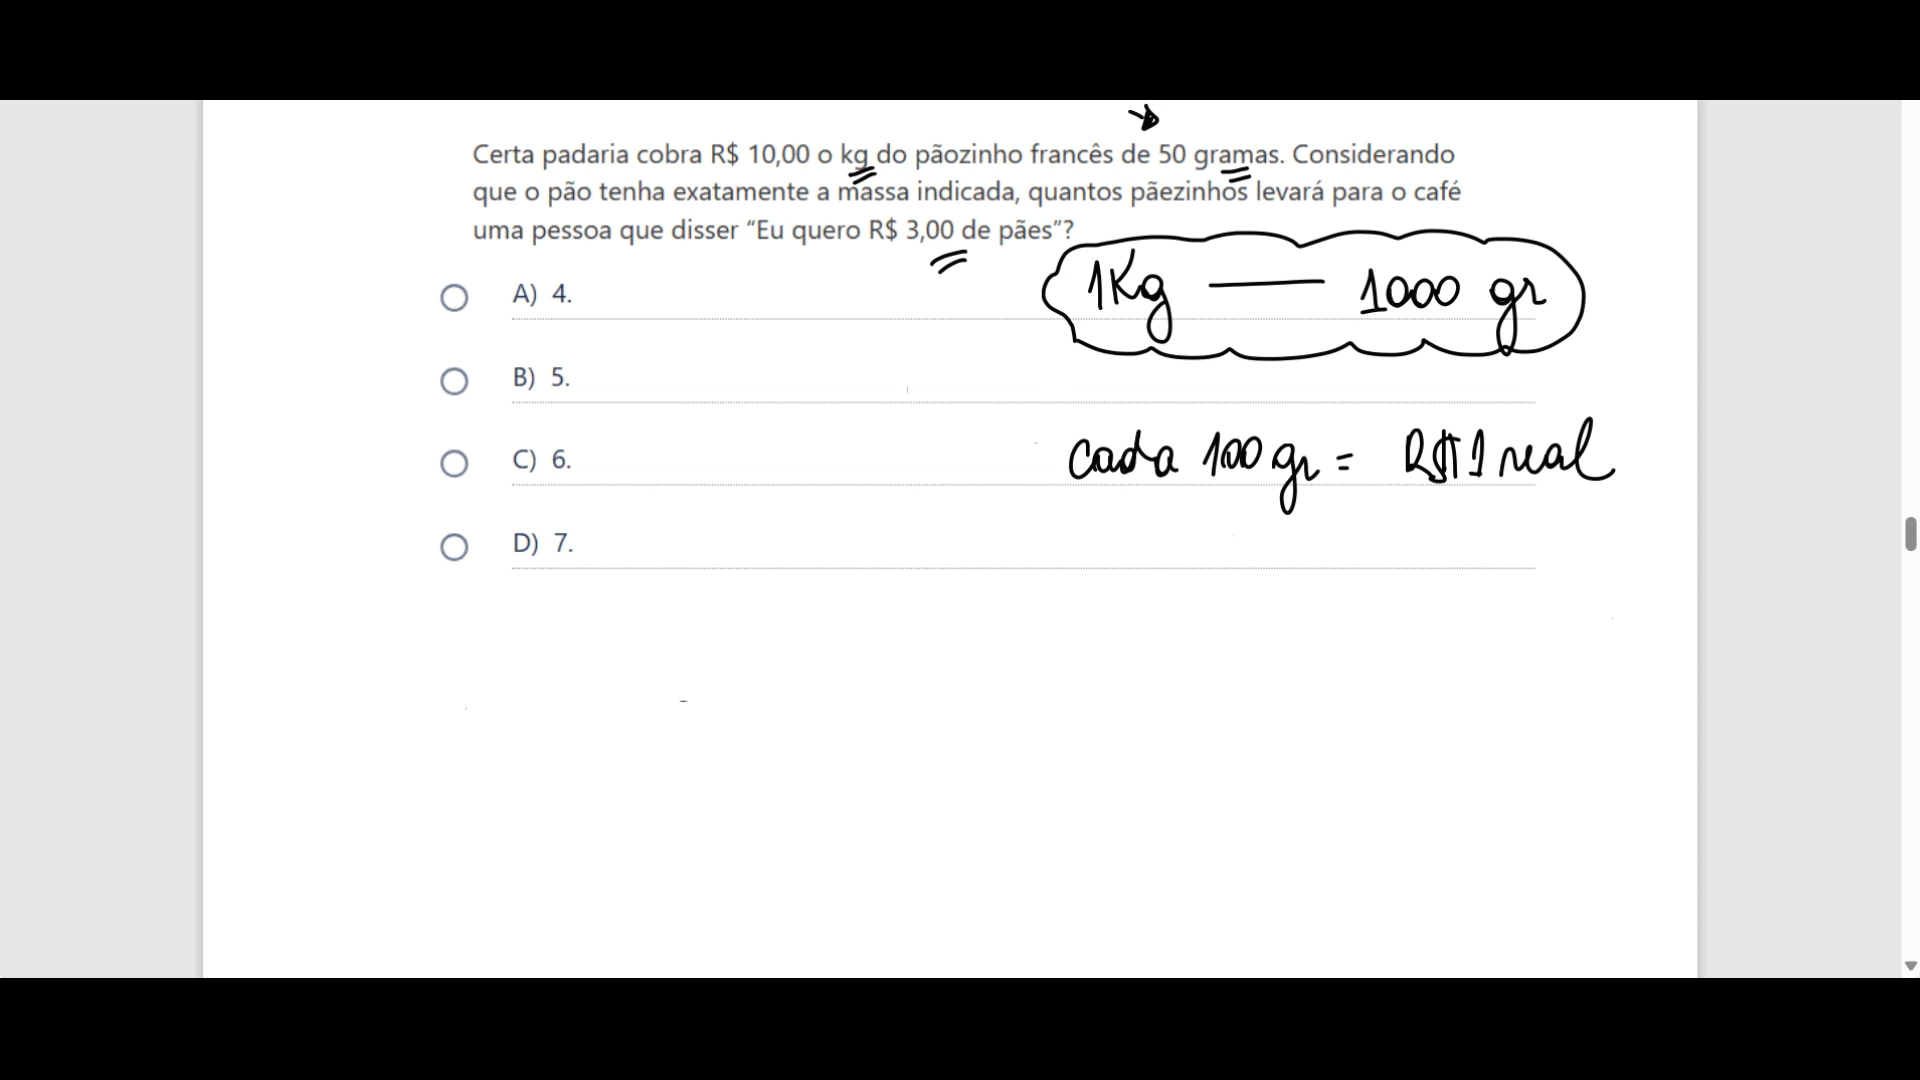 Certa padaria cobra R$ 10,00 o kg do pãozinho francês de 50 gramas. Considerando
que o pão tenha exatamente a massa indicada, quantos pãezinhos levará para o café
uma pessoa que disser “Eu quero R$ 3,00 de pães”?
1Kg — 1000 gr
A) 4.
B) 5.
cada 100 gr = R$ 1 real
C) 6.
D) 7.